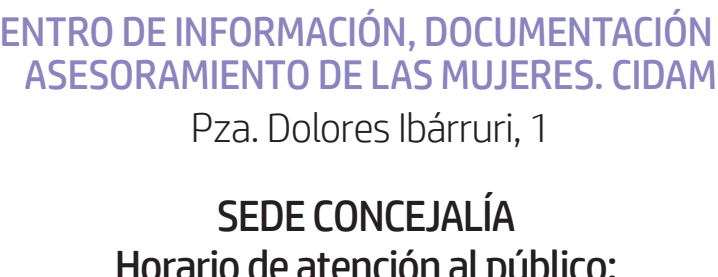 ENTRO DE INFORMACIÓN, DOCUMENTACIÓN
ASESORAMIENTO DE LAS MUJERES. CIDAM
Pza. Dolores Ibárruri, 1
SEDE CONCEJALÍA
Horario de atención al público: